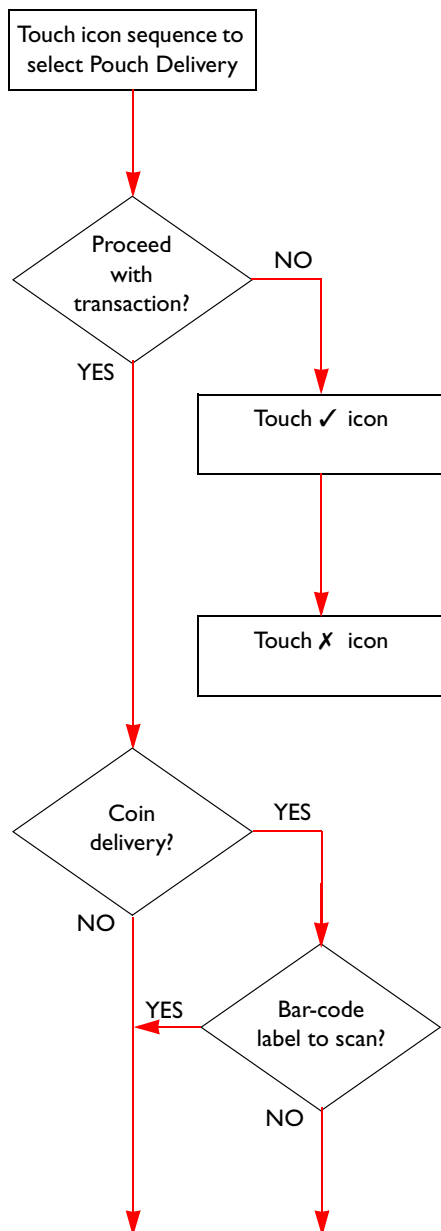 Touch icon sequence to
select Pouch Delivery
Proceed
with
transaction?
NO
YES
Touch ✓ icon
Touch ✗ icon
Coin
delivery?
YES
NO
Bar-code
label to scan?
YES
NO